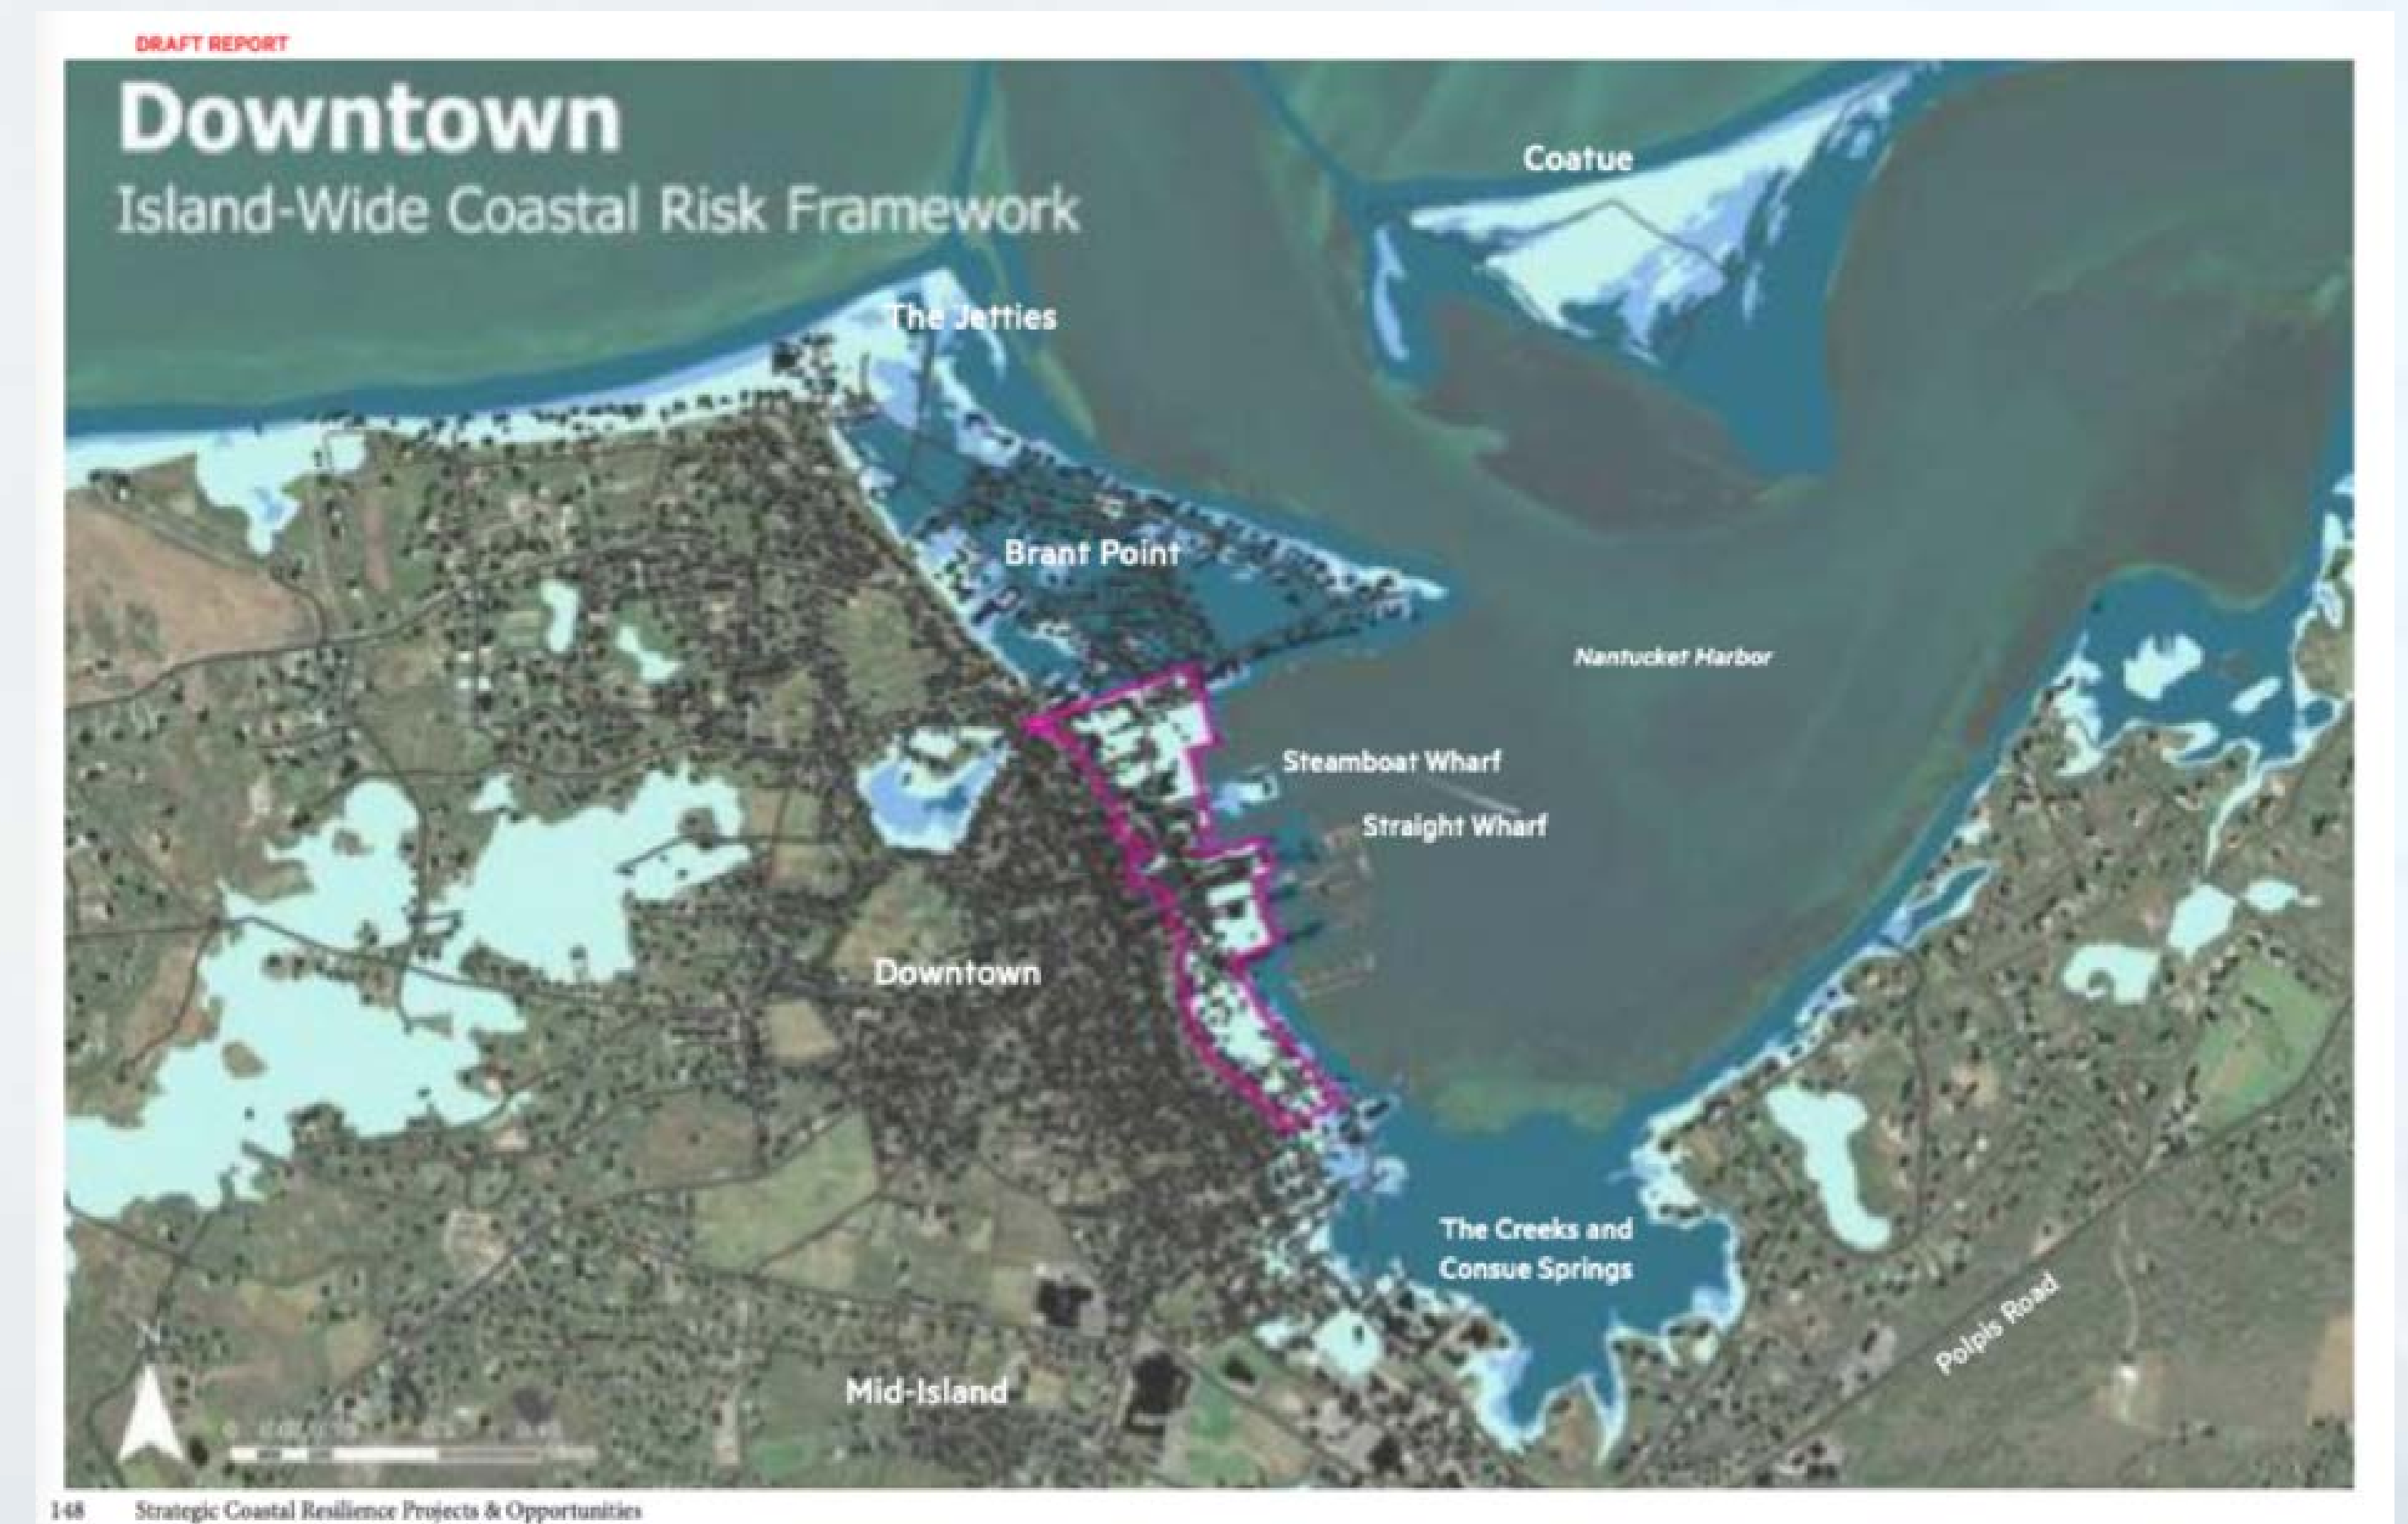 DRAFT REPORT
Downtown
Island-Wide Coastal Risk Framework
Coatue
The Jetties
Brant Point
Nantucket Harbor
Steamboat Wharf
Straight Wharf
Downtown
The Creeks and
Consue Springs
Polpis Road
Mid-Island
N
148 Strategic Coastal Resilience Projects & Opportunities